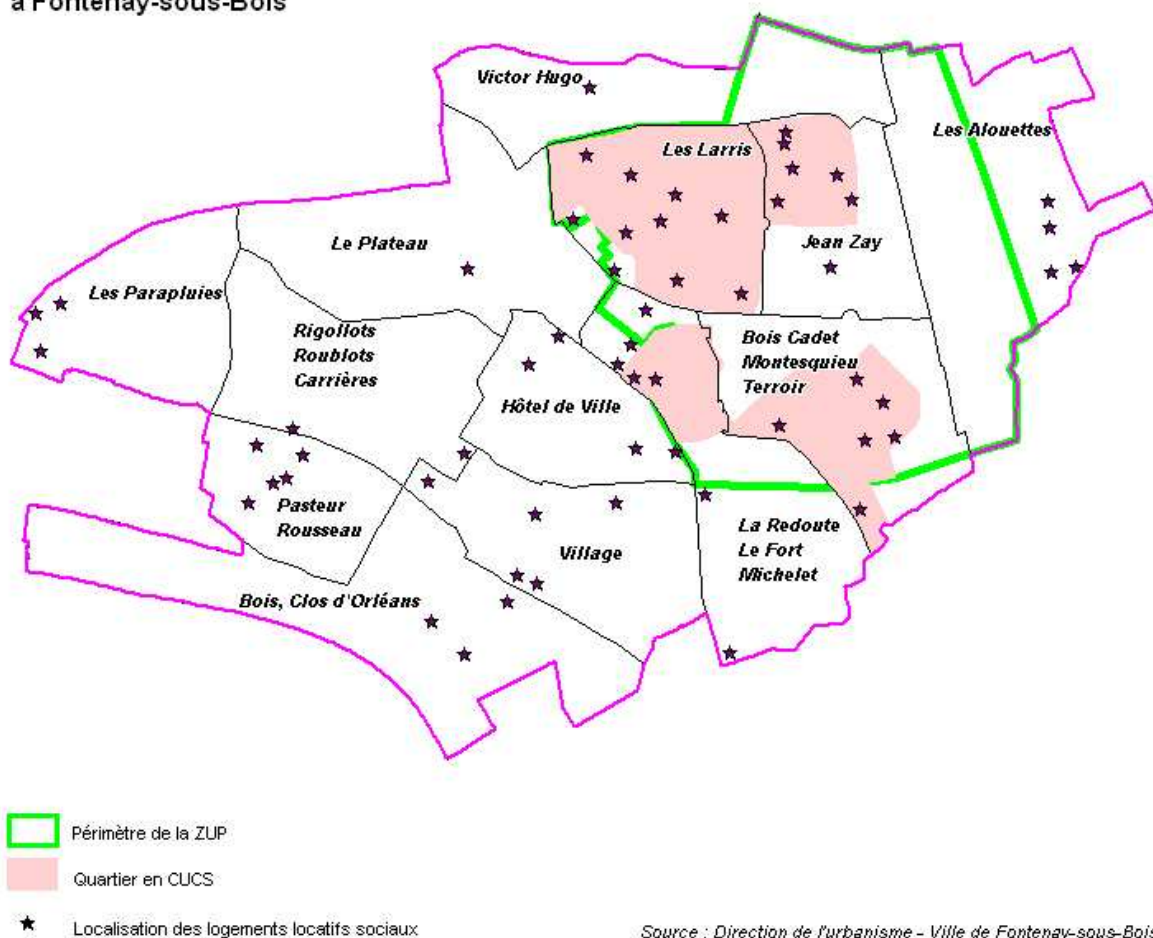 à Fontenay-sous-Bois
Victor Hugo
Les Alouettes
Les Larris
Le Plateau
Jean Zay
Les Parapluies
Rigollots
Roublots
Carrières
Bois Cadet
Montesquieu
Terroir
Hôtel de Ville
Pasteur
Rousseau
La Redoute
Le Fort
Michelet
Village
Bois, Clos d'Orléans
Périmètre de la ZUP
Quartier en CUCS
Localisation des logements locatifs sociaux
Source : Direction de l'urbanisme - Ville de Fontenay-sous-Bois